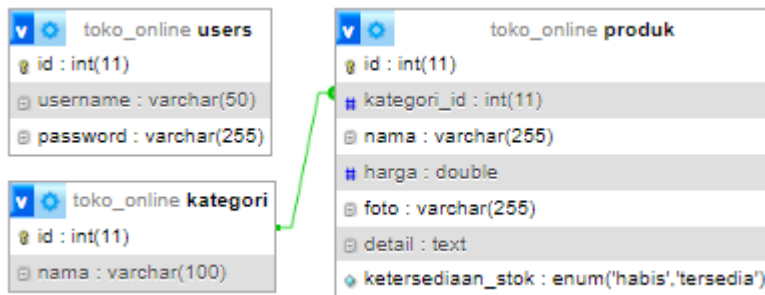 v toko_online users
id : int(11)
username : varchar(50)
password : varchar(255)
v toko_online kategori
id : int(11)
nama : varchar(100)
v toko_online produk
id : int(11)
# kategori_id : int(11)
nama : varchar(255)
# harga : double
foto : varchar(255)
detail : text
ketersediaan_stok : enum('habis','tersedia')